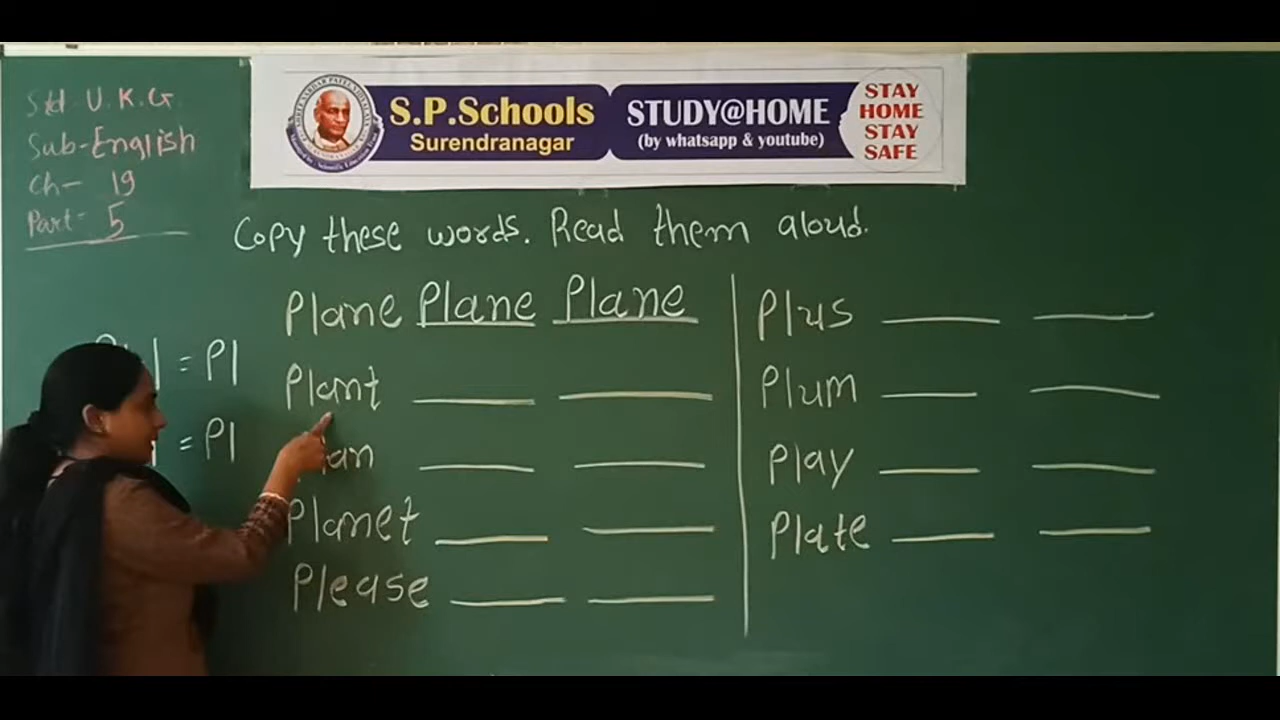 Std. U.K.G.
Sub-English
Ch- 19
Part- 5
S.P.Schools
Surendranagar
STUDY@HOME
(by whatsapp & youtube)
STAY
HOME
STAY
SAFE
Copy these words. Read them aloud.
= Pl
= Pl
Plane Plane Plane
Plant
Planet
Please
Plus
Plum
Play
Plate